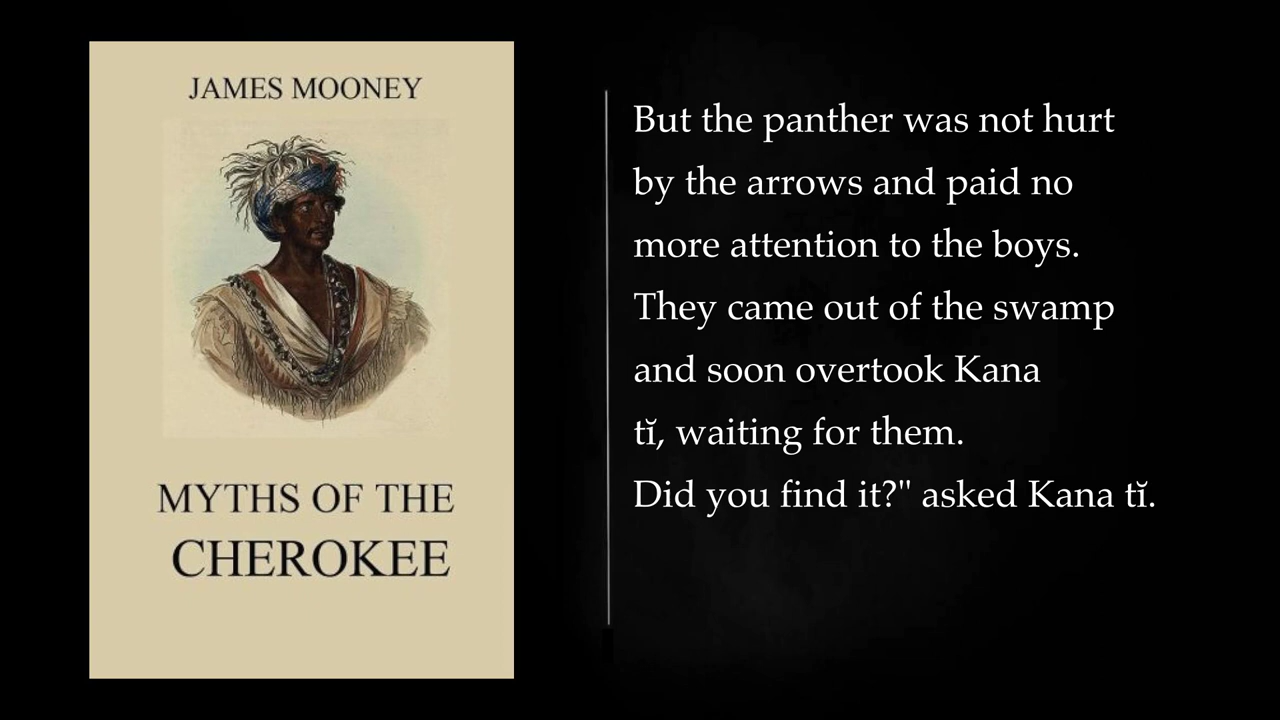 JAMES MOONEY
MYTHS OF THE
CHEROKEE
But the panther was not hurt
by the arrows and paid no
more attention to the boys.
They came out of the swamp
and soon overtook Kana
tĭ, waiting for them.
Did you find it?" asked Kana tĭ.